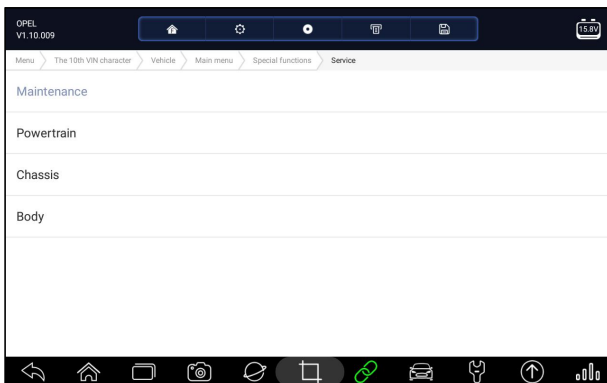 OPEL
V1.10.009
15.8V
Menu The 10th VIN character Vehicle Main menu Special functions Service
Maintenance
Powertrain
Chassis
Body